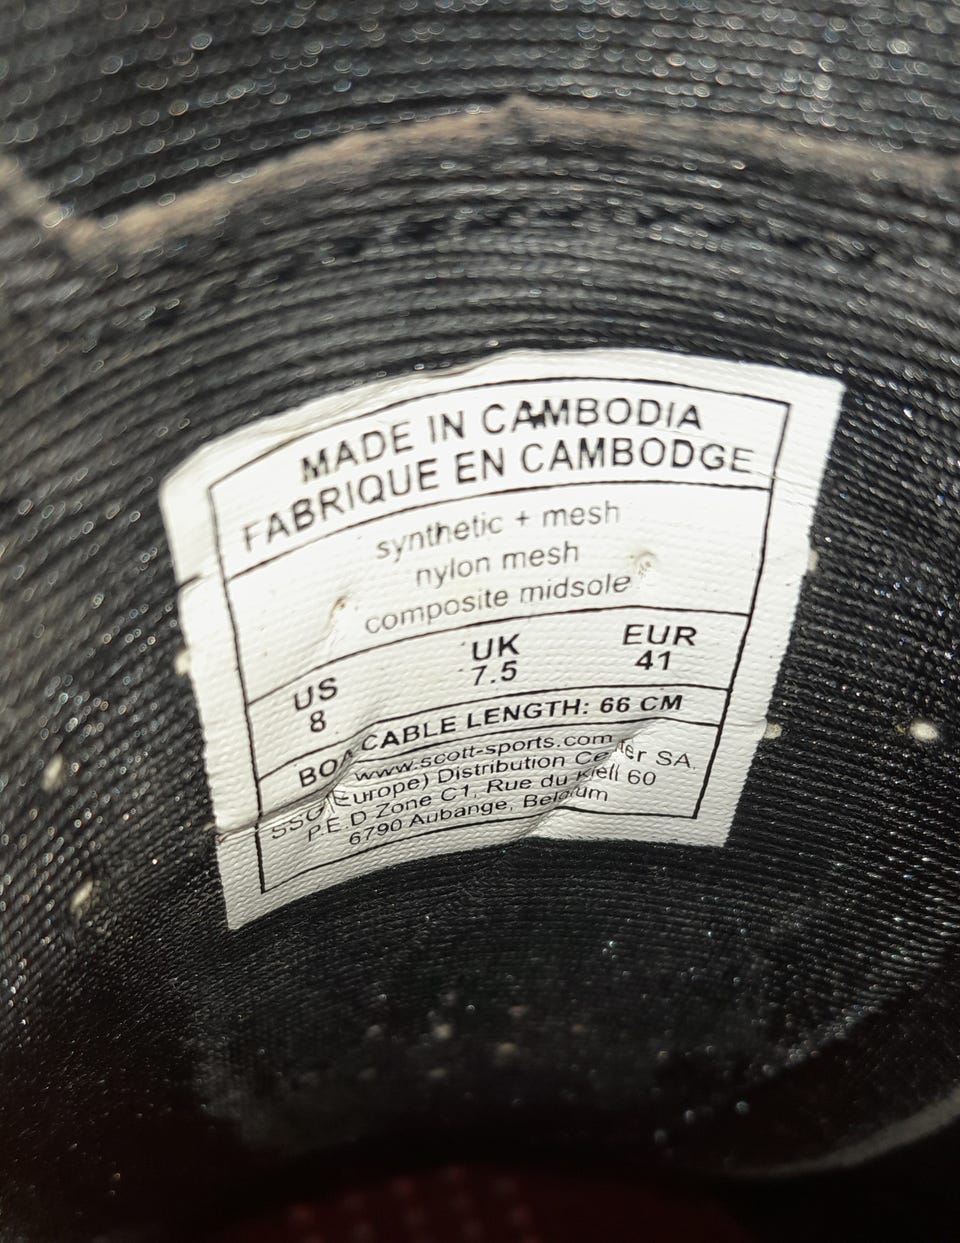 MADE IN CAMBODIA
FABRIQUE EN CAMBODGE
synthetic + mesh
nylon mesh
composite midsole
US UK EUR
8 7.5 41
BOA CABLE LENGTH: 66 CM
www.scott-sports.com
SSG (Europe) Distribution Center SA.
P.E.D Zone C1, Rue du Kiell 60
6790 Aubange, Belgium